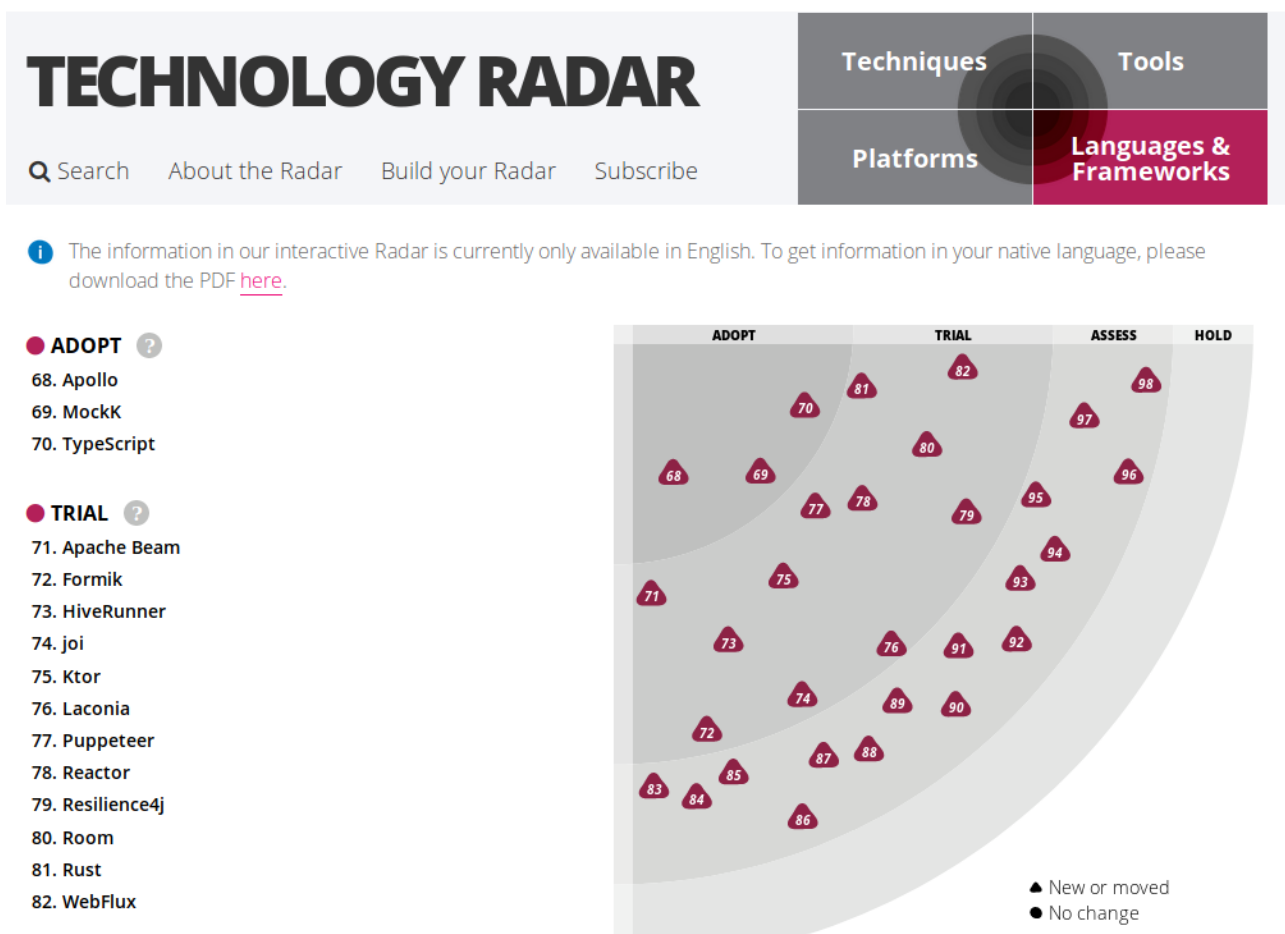 TECHNOLOGY RADAR
Search About the Radar Build your Radar Subscribe
Techniques
Tools
Platforms
Languages &
Frameworks
i
The information in our interactive Radar is currently only available in English. To get information in your native language, please
download the PDF here.
ADOPT ?
68. Apollo
69. MockK
70. TypeScript
TRIAL ?
71. Apache Beam
72. Formik
73. HiveRunner
74. joi
75. Ktor
76. Laconia
77. Puppeteer
78. Reactor
79. Resilience4j
80. Room
81. Rust
82. WebFlux
ADOPT TRIAL ASSESS HOLD
82
98
81
70
97
80
68
69
96
77
78
95
79
94
75
93
71
73
76
91
92
74
89
90
72
87
88
85
83
84
86
New or moved
No change